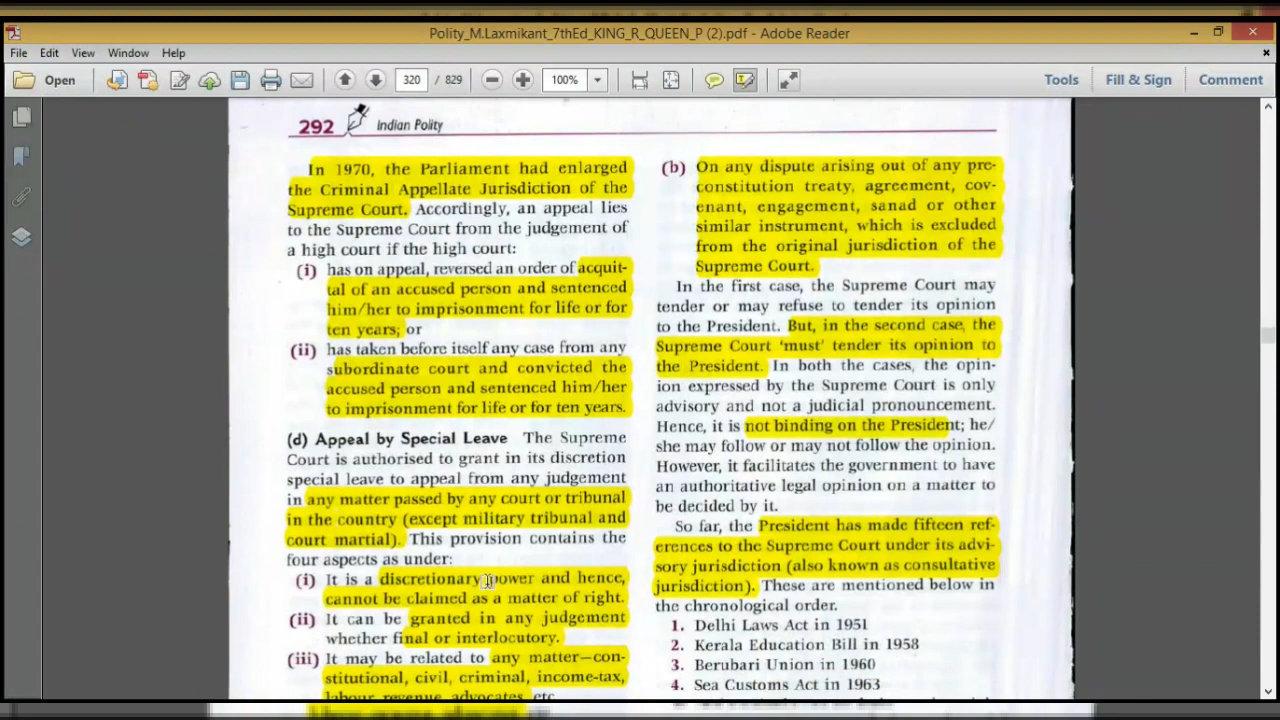 Polity_M.Laxmikant_7thEd_KING_R_QUEEN_P (2).pdf - Adobe Reader
File Edit View Window Help
Open 320 / 829 100% Tools Fill & Sign Comment
292 Indian Polity
In 1970, the Parliament had enlarged
the Criminal Appellate Jurisdiction of the
Supreme Court. Accordingly, an appeal lies
to the Supreme Court from the judgement of
a high court if the high court:
(i) has on appeal, reversed an order of acquit-
tal of an accused person and sentenced
him/her to imprisonment for life or for
ten years; or
(ii) has taken before itself any case from any
subordinate court and convicted the
accused person and sentenced him/her
to imprisonment for life or for ten years.
(d) Appeal by Special Leave The Supreme
Court is authorised to grant in its discretion
special leave to appeal from any judgement
in any matter passed by any court or tribunal
in the country (except military tribunal and
court martial). This provision contains the
four aspects as under:
(i) It is a discretionary power and hence,
cannot be claimed as a matter of right.
(ii) It can be granted in any judgement
whether final or interlocutory.
(iii) It may be related to any matter—con-
stitutional, civil, criminal, income-tax,
labour, revenue, advocates, etc.
(b) On any dispute arising out of any pre-
constitution treaty, agreement, cov-
enant, engagement, sanad or other
similar instrument, which is excluded
from the original jurisdiction of the
Supreme Court.
In the first case, the Supreme Court may
tender or may refuse to tender its opinion
to the President. But, in the second case, the
Supreme Court 'must' tender its opinion to
the President. In both the cases, the opin-
ion expressed by the Supreme Court is only
advisory and not a judicial pronouncement.
Hence, it is not binding on the President; he/
she may follow or may not follow the opinion.
However, it facilitates the government to have
an authoritative legal opinion on a matter to
be decided by it.
So far, the President has made fifteen ref-
erences to the Supreme Court under its advi-
sory jurisdiction (also known as consultative
jurisdiction). These are mentioned below in
the chronological order.
1. Delhi Laws Act in 1951
2. Kerala Education Bill in 1958
3. Berubari Union in 1960
4. Sea Customs Act in 1963